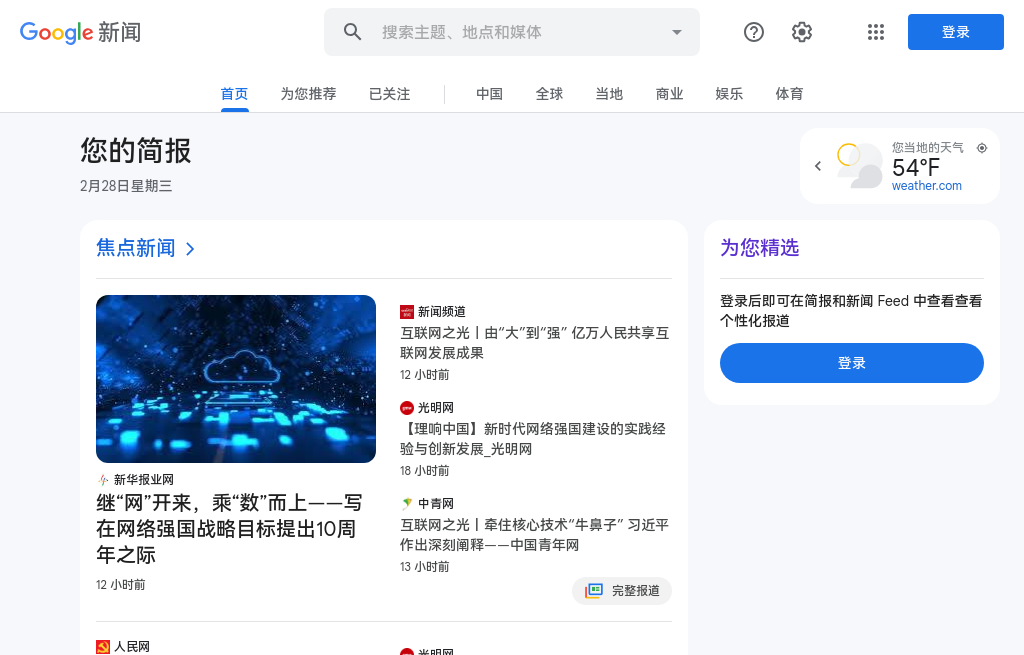 Google 新闻
搜索主题、地点和媒体
登录
首页
为您推荐
已关注
中国
全球
当地
商业
娱乐
体育
您的简报
2月28日星期三
您当地的天气
54°F
weather.com
焦点新闻
新华报业网
继“网”开来，乘“数”而上——写
在网络强国战略目标提出10周
年之际
12 小时前
新闻频道
互联网之光丨由“大”到“强” 亿万人民共享互
联网发展成果
12 小时前
光明网
【理响中国】新时代网络强国建设的实践经
验与创新发展_光明网
18 小时前
中青网
互联网之光丨牵住核心技术“牛鼻子” 习近平
作出深刻阐释——中国青年网
13 小时前
完整报道
人民网
光明网
为您精选
登录后即可在简报和新闻 Feed 中查看查看
个性化报道
登录